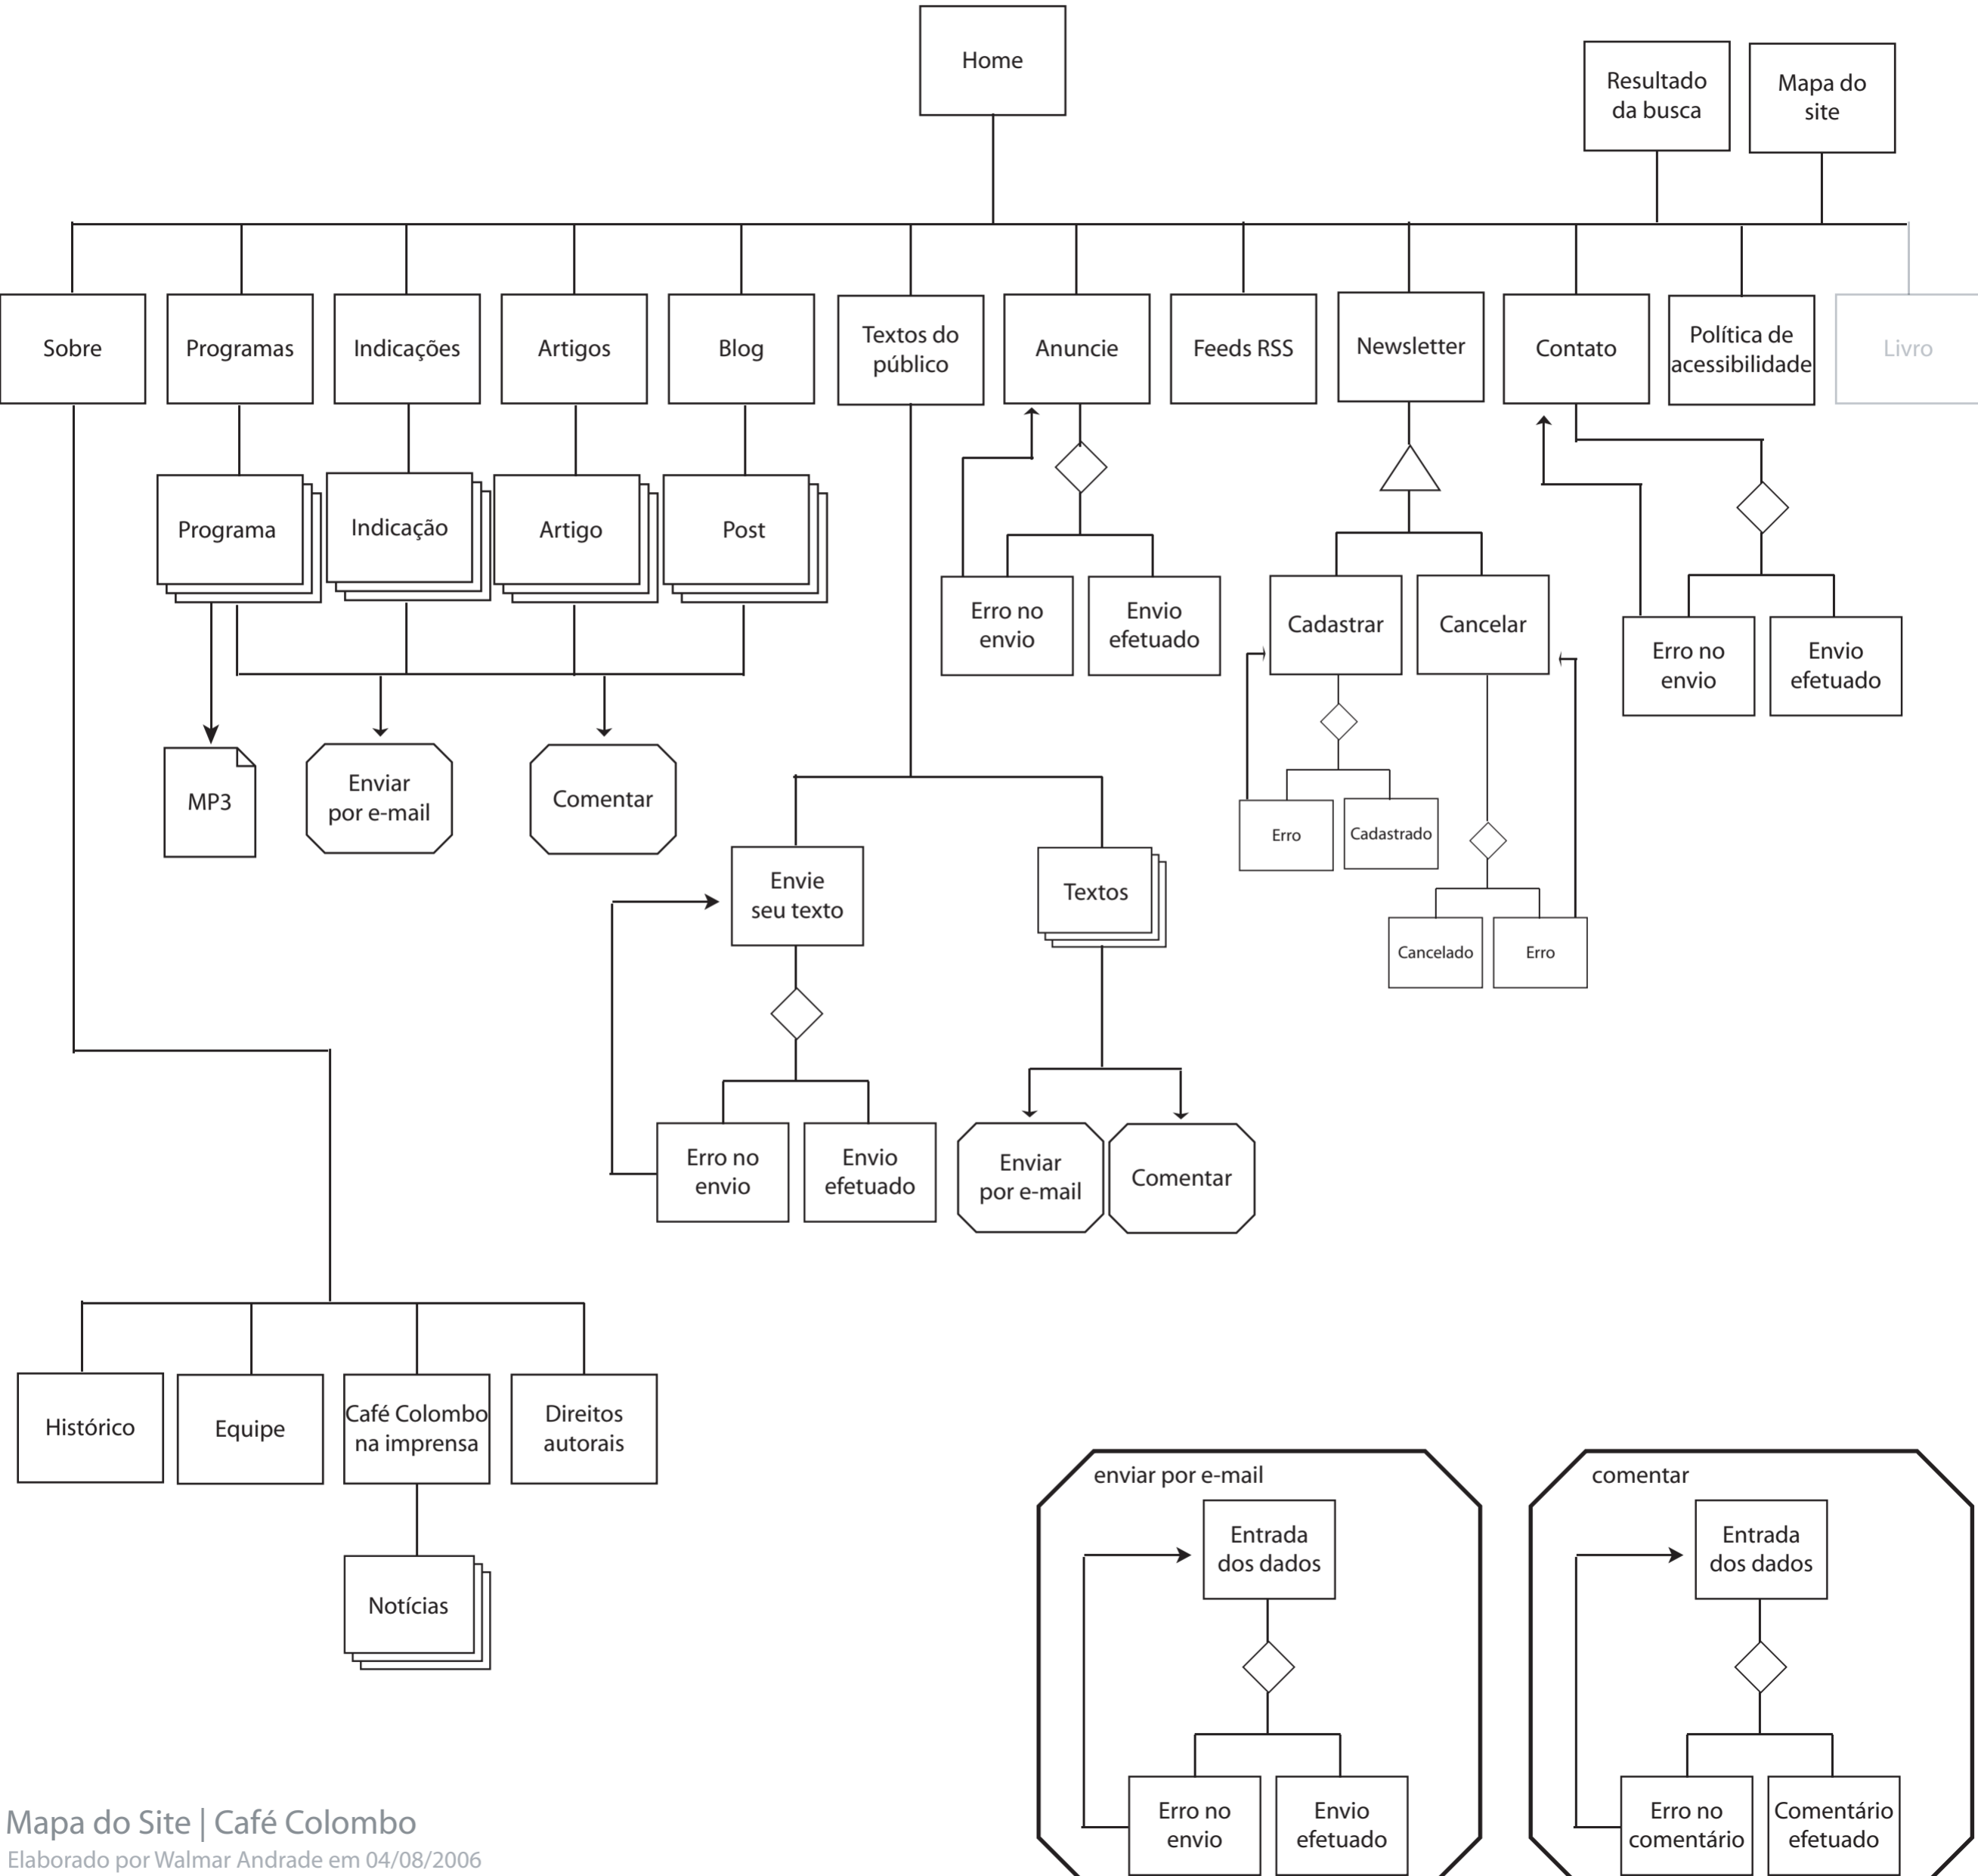 Home
Resultado
da busca
Mapa do
site
Sobre
Programas
Indicações
Artigos
Blog
Textos do
público
Anuncie
Feeds RSS
Newsletter
Contato
Política de
acessibilidade
Livro
Programa
Indicação
Artigo
Post
Erro no
envio
Envio
efetuado
Cadastrar
Cancelar
Erro no
envio
Envio
efetuado
MP3
Enviar
por e-mail
Comentar
Erro
Cadastrado
Envie
seu texto
Textos
Cancelado
Erro
Erro no
envio
Envio
efetuado
Enviar
por e-mail
Comentar
Histórico
Equipe
Café Colombo
na imprensa
Direitos
autorais
Notícias
enviar por e-mail
Entrada
dos dados
Erro no
envio
Envio
efetuado
comentar
Entrada
dos dados
Erro no
comentário
Comentário
efetuado
Mapa do Site | Café Colombo
Elaborado por Walmar Andrade em 04/08/2006